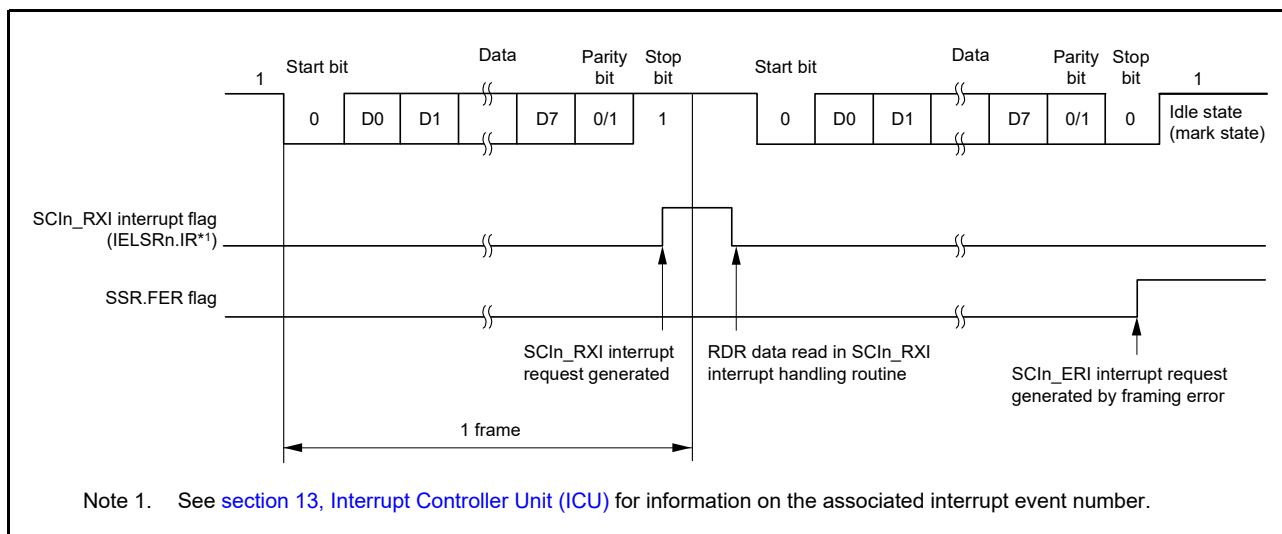 1
Start bit
Data
Parity
bit
Stop
bit
Start bit
Data
Parity
bit
Stop
bit
1
0
D0
D1
D7
0/1
1
0
D0
D1
D7
0/1
0
Idle state
(mark state)
SCIn_RXI interrupt flag
(IELSRn.IR*1)
SSR.FER flag
SCIn_RXI interrupt
request generated
RDR data read in SCIn_RXI
interrupt handling routine
SCIn_ERI interrupt request
generated by framing error
1 frame
Note 1. See section 13, Interrupt Controller Unit (ICU) for information on the associated interrupt event number.